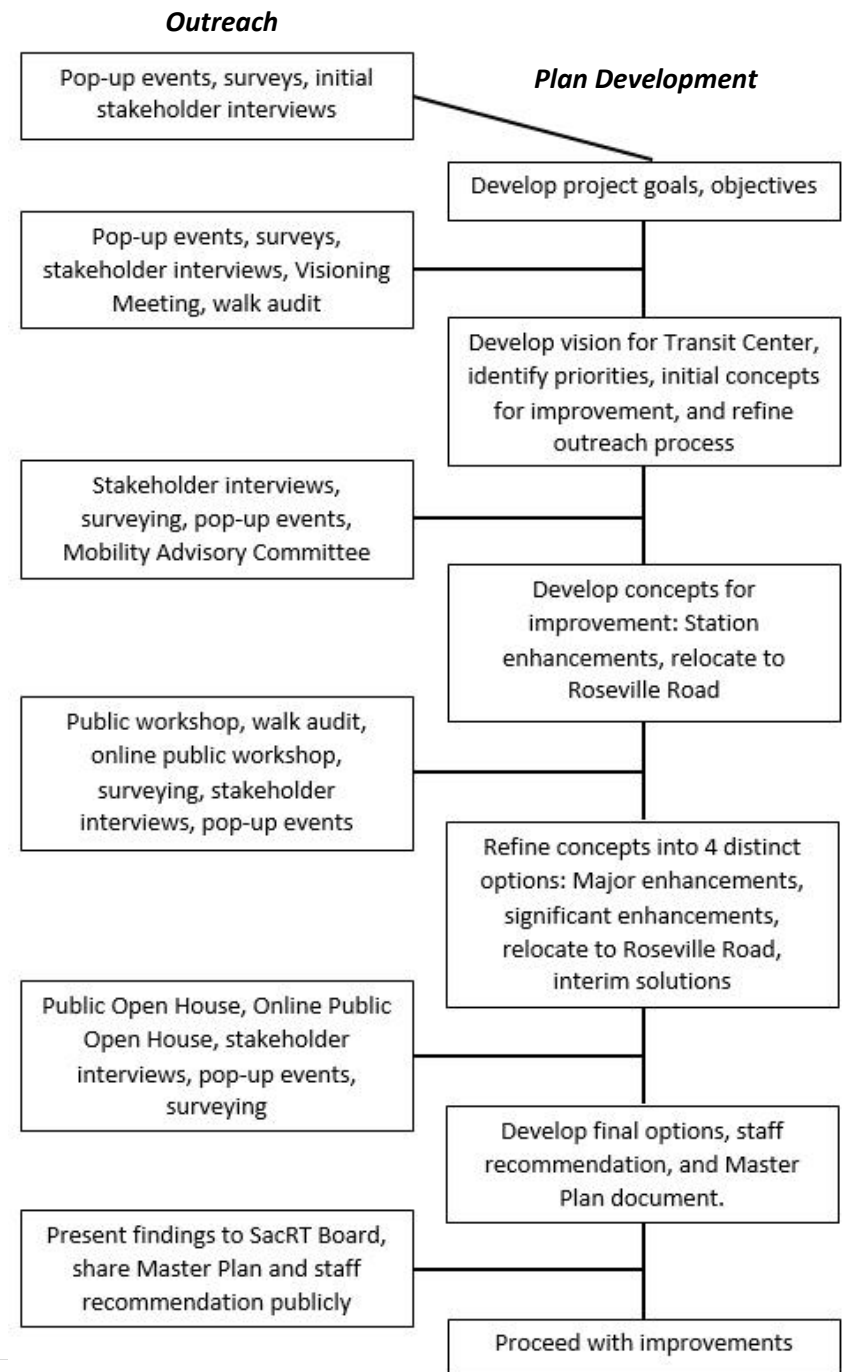 Outreach
Pop-up events, surveys, initial
stakeholder interviews
Plan Development
Develop project goals, objectives
Pop-up events, surveys,
stakeholder interviews, Visioning
Meeting, walk audit
Develop vision for Transit Center,
identify priorities, initial concepts
for improvement, and refine
outreach process
Stakeholder interviews,
surveying, pop-up events,
Mobility Advisory Committee
Develop concepts for
improvement: Station
enhancements, relocate to
Roseville Road
Public workshop, walk audit,
online public workshop,
surveying, stakeholder
interviews, pop-up events
Refine concepts into 4 distinct
options: Major enhancements,
significant enhancements,
relocate to Roseville Road,
interim solutions
Public Open House, Online Public
Open House, stakeholder
interviews, pop-up events,
surveying
Develop final options, staff
recommendation, and Master
Plan document.
Present findings to SacRT Board,
share Master Plan and staff
recommendation publicly
Proceed with improvements